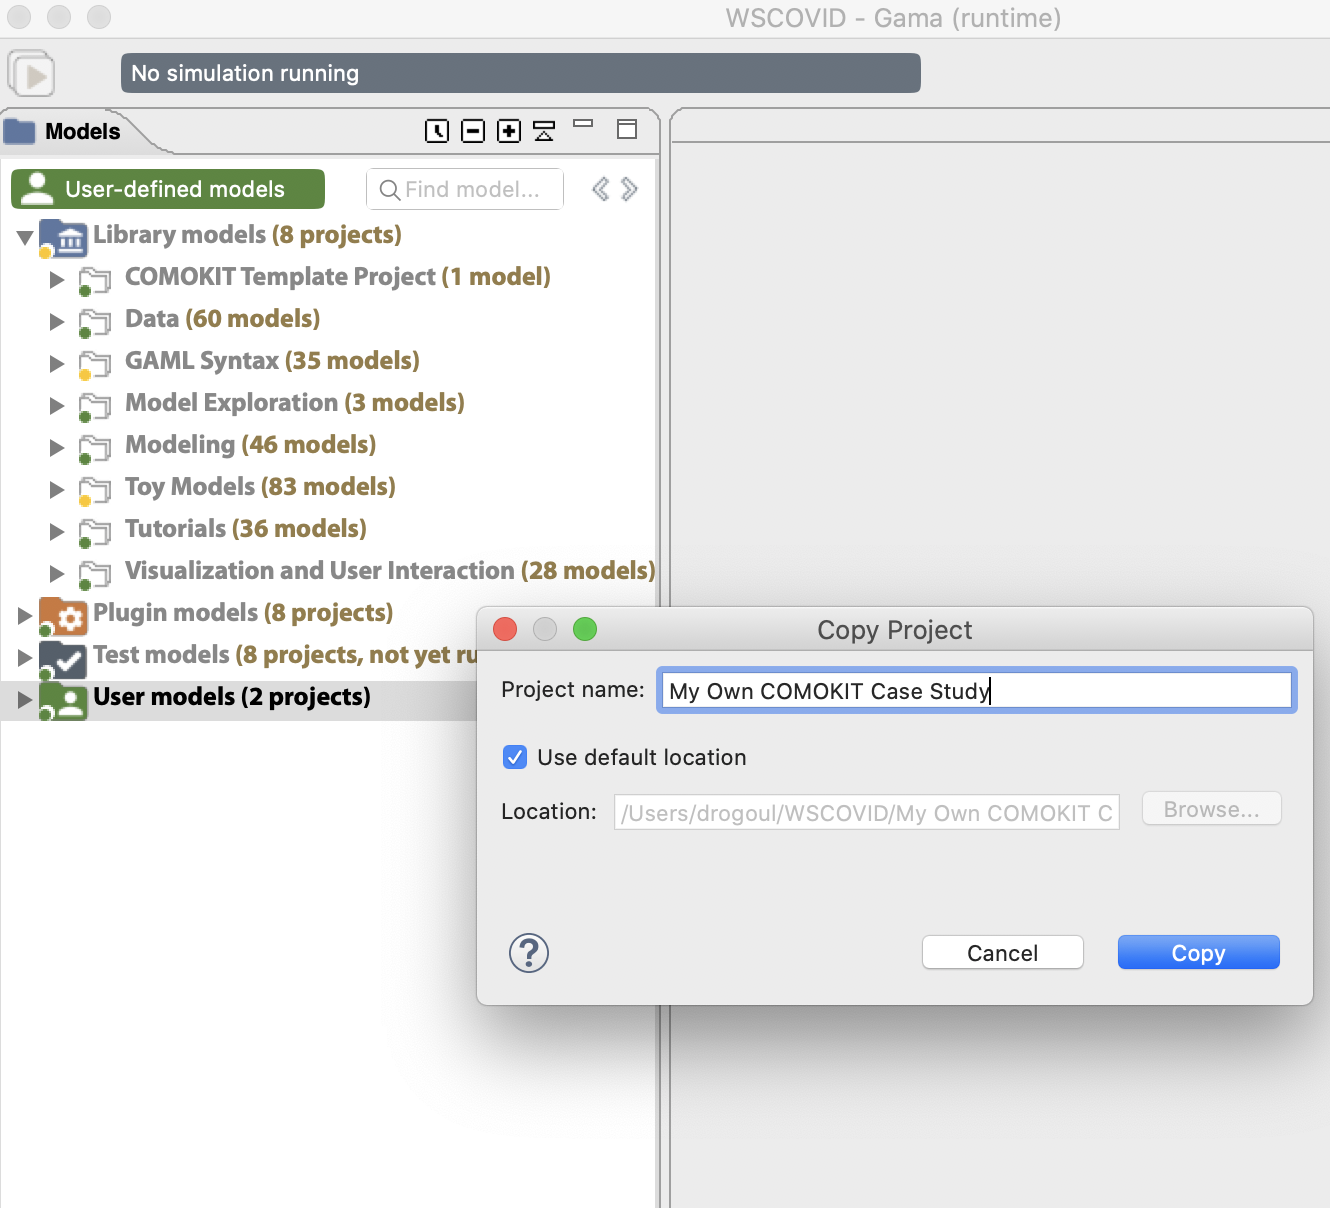 WSCOVID - Gama (runtime)
No simulation running
Models
User-defined models
Find model...
Library models (8 projects)
COMOKIT Template Project (1 model)
Data (60 models)
GAML Syntax (35 models)
Model Exploration (3 models)
Modeling (46 models)
Toy Models (83 models)
Tutorials (36 models)
Visualization and User Interaction (28 models)
Plugin models (8 projects)
Test models (8 projects, not yet ru
User models (2 projects)
Copy Project
Project name: My Own COMOKIT Case Study
Use default location
Location: /Users/drogoul/WSCOVID/My Own COMOKIT C
Browse...
?
Cancel
Copy